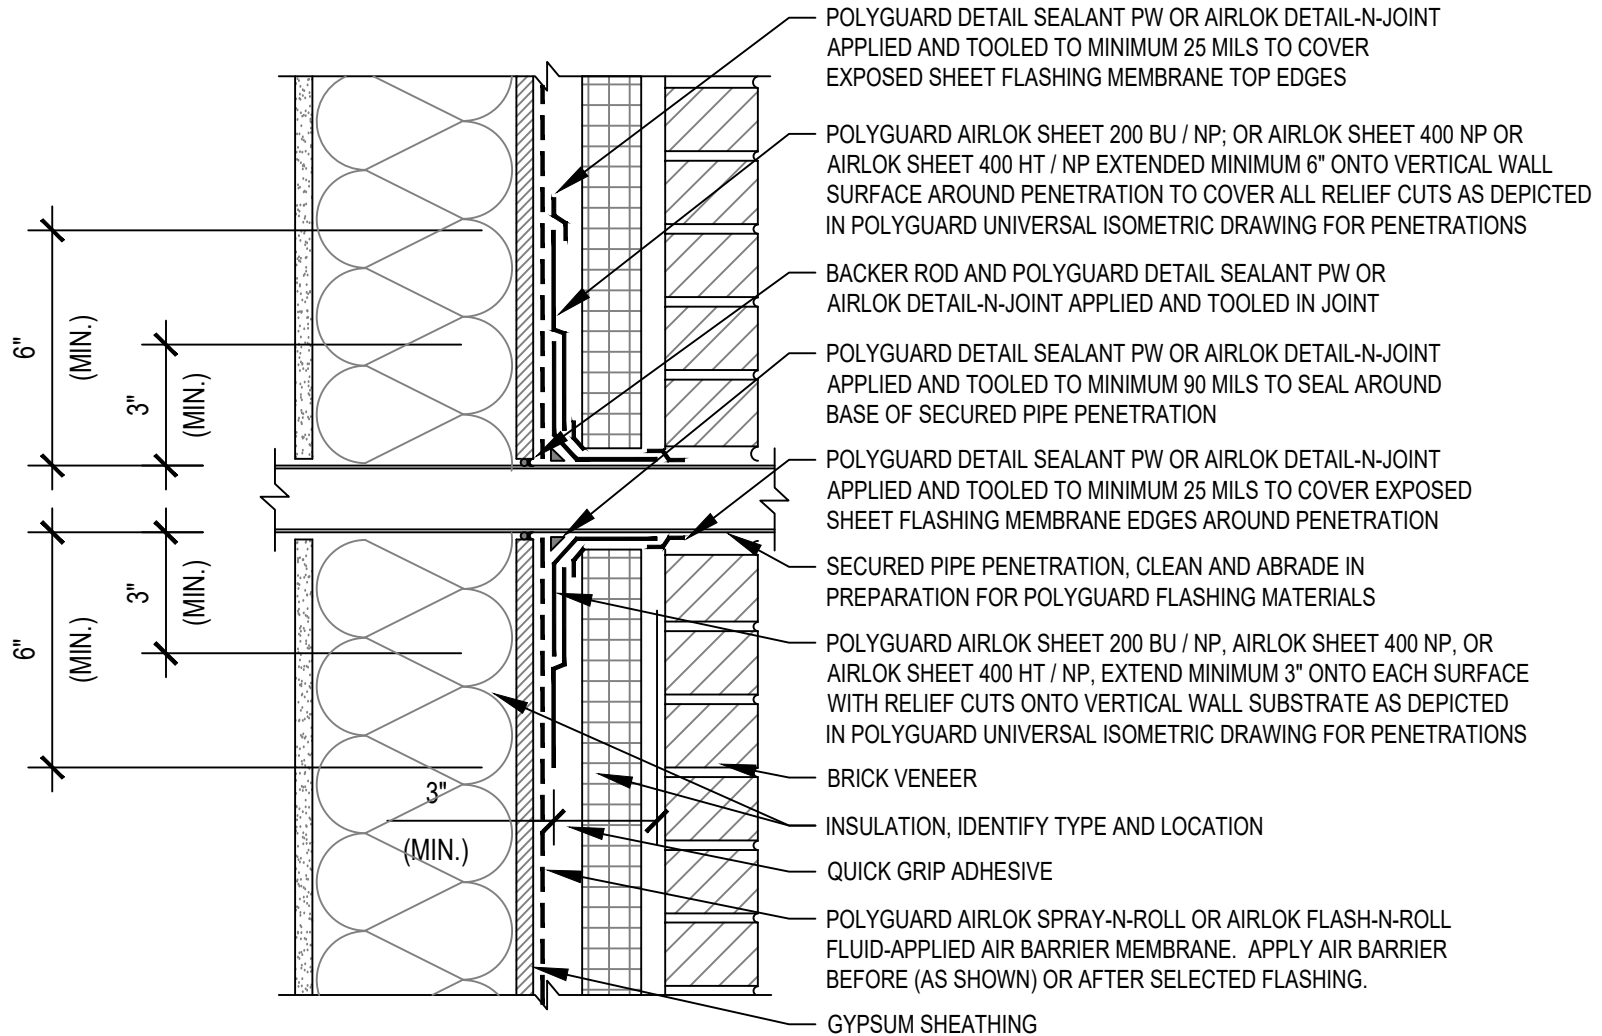 POLYGUARD DETAIL SEALANT PW OR AIRLOK DETAIL-N-JOINT
APPLIED AND TOOLED TO MINIMUM 25 MILS TO COVER
EXPOSED SHEET FLASHING MEMBRANE TOP EDGES
POLYGUARD AIRLOK SHEET 200 BU / NP; OR AIRLOK SHEET 400 NP OR
AIRLOK SHEET 400 HT / NP EXTENDED MINIMUM 6" ONTO VERTICAL WALL
SURFACE AROUND PENETRATION TO COVER ALL RELIEF CUTS AS DEPICTED
IN POLYGUARD UNIVERSAL ISOMETRIC DRAWING FOR PENETRATIONS
BACKER ROD AND POLYGUARD DETAIL SEALANT PW OR
AIRLOK DETAIL-N-JOINT APPLIED AND TOOLED IN JOINT
POLYGUARD DETAIL SEALANT PW OR AIRLOK DETAIL-N-JOINT
APPLIED AND TOOLED TO MINIMUM 90 MILS TO SEAL AROUND
BASE OF SECURED PIPE PENETRATION
POLYGUARD DETAIL SEALANT PW OR AIRLOK DETAIL-N-JOINT
APPLIED AND TOOLED TO MINIMUM 25 MILS TO COVER EXPOSED
SHEET FLASHING MEMBRANE EDGES AROUND PENETRATION
SECURED PIPE PENETRATION, CLEAN AND ABRADE IN
PREPARATION FOR POLYGUARD FLASHING MATERIALS
POLYGUARD AIRLOK SHEET 200 BU / NP, AIRLOK SHEET 400 NP, OR
AIRLOK SHEET 400 HT / NP, EXTEND MINIMUM 3" ONTO EACH SURFACE
WITH RELIEF CUTS ONTO VERTICAL WALL SUBSTRATE AS DEPICTED
IN POLYGUARD UNIVERSAL ISOMETRIC DRAWING FOR PENETRATIONS
BRICK VENEER
INSULATION, IDENTIFY TYPE AND LOCATION
QUICK GRIP ADHESIVE
POLYGUARD AIRLOK SPRAY-N-ROLL OR AIRLOK FLASH-N-ROLL
FLUID-APPLIED AIR BARRIER MEMBRANE.  APPLY AIR BARRIER
BEFORE (AS SHOWN) OR AFTER SELECTED FLASHING.
GYPSUM SHEATHING
6"
(MIN.)
3"
(MIN.)
3"
(MIN.)
6"
(MIN.)
3"
(MIN.)